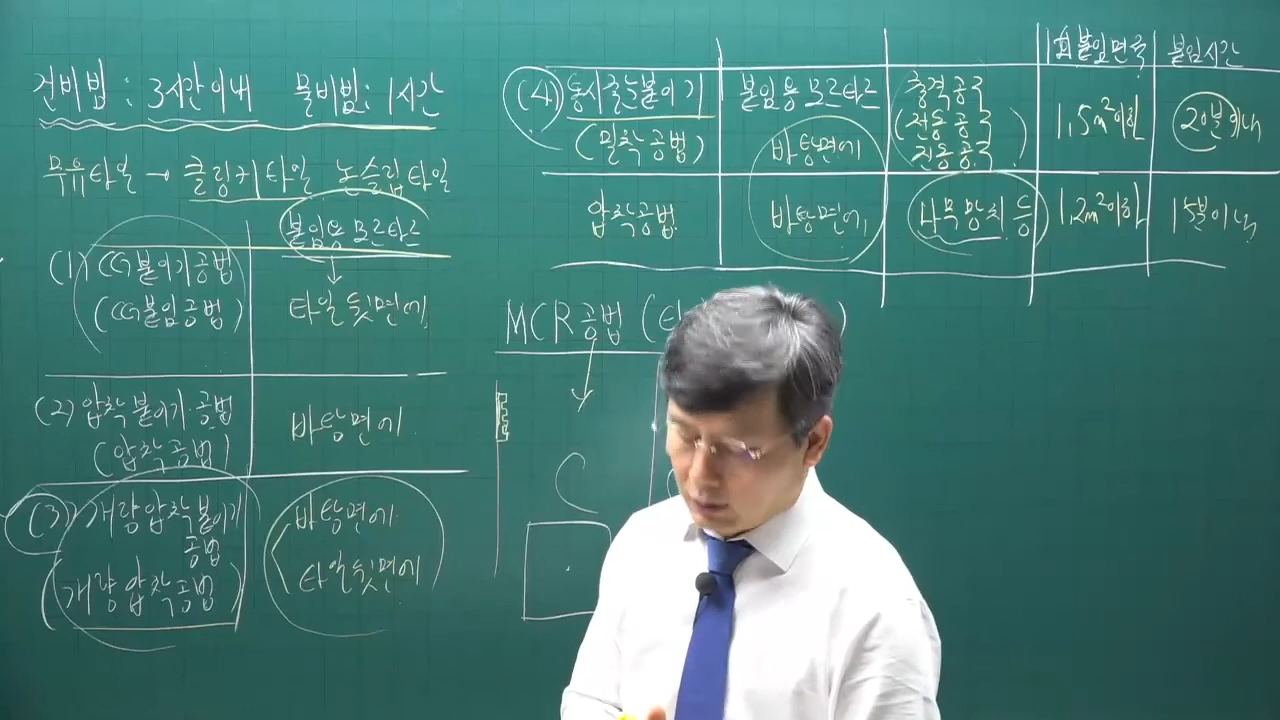 건비빔 : 3시간 이내 물비빔 : 1시간
무유타일 → 클링커타일 논슬립타일
붙임용 모르타르
(1) CG붙이기공법
(CG붙임공법)
타일뒷면에
(2) 압착붙이기공법
(압착공법)
바탕면에
(3) 개량압착붙이기
공법
(개량압착공법)
바탕면에
타일뒷면에
1회붙임면적
붙임시간
(4) 동시줄눈붙이기
(밀착공법)
붙임용 모르타르
바탕면에
충격공구
(진동공구)
진동공구
1.5m²이하
20분이내
압착공법
바탕면에
나무망치 등
1.2m²이하
15분이내
MCR공법 (타